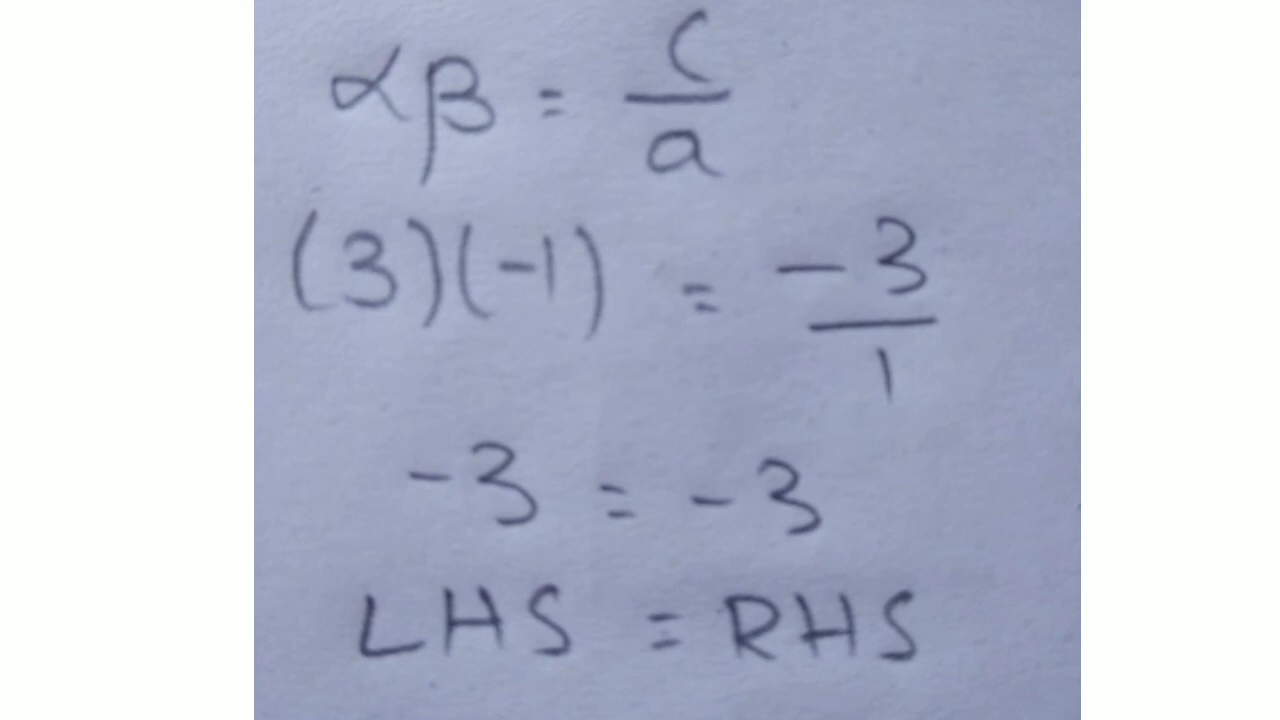 αβ = c/a
(3)(-1) = -3/1
-3 = -3
LHS = RHS